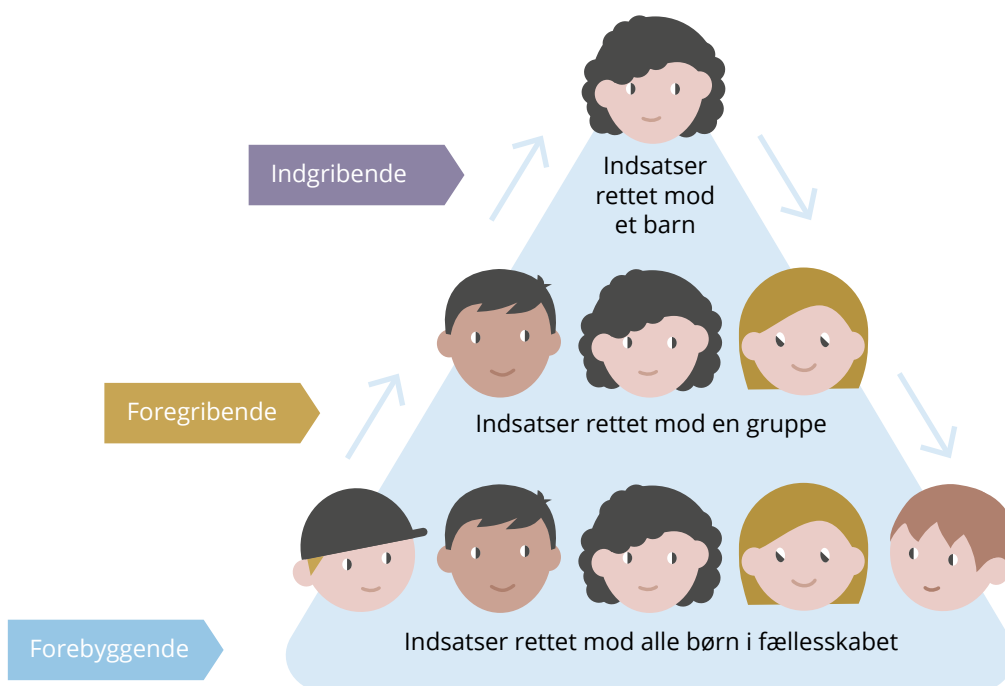 Indgribende
Indsatser
rettet mod
et barn
Foregribende
Indsatser rettet mod en gruppe
Forebyggende
Indsatser rettet mod alle børn i fællesskabet